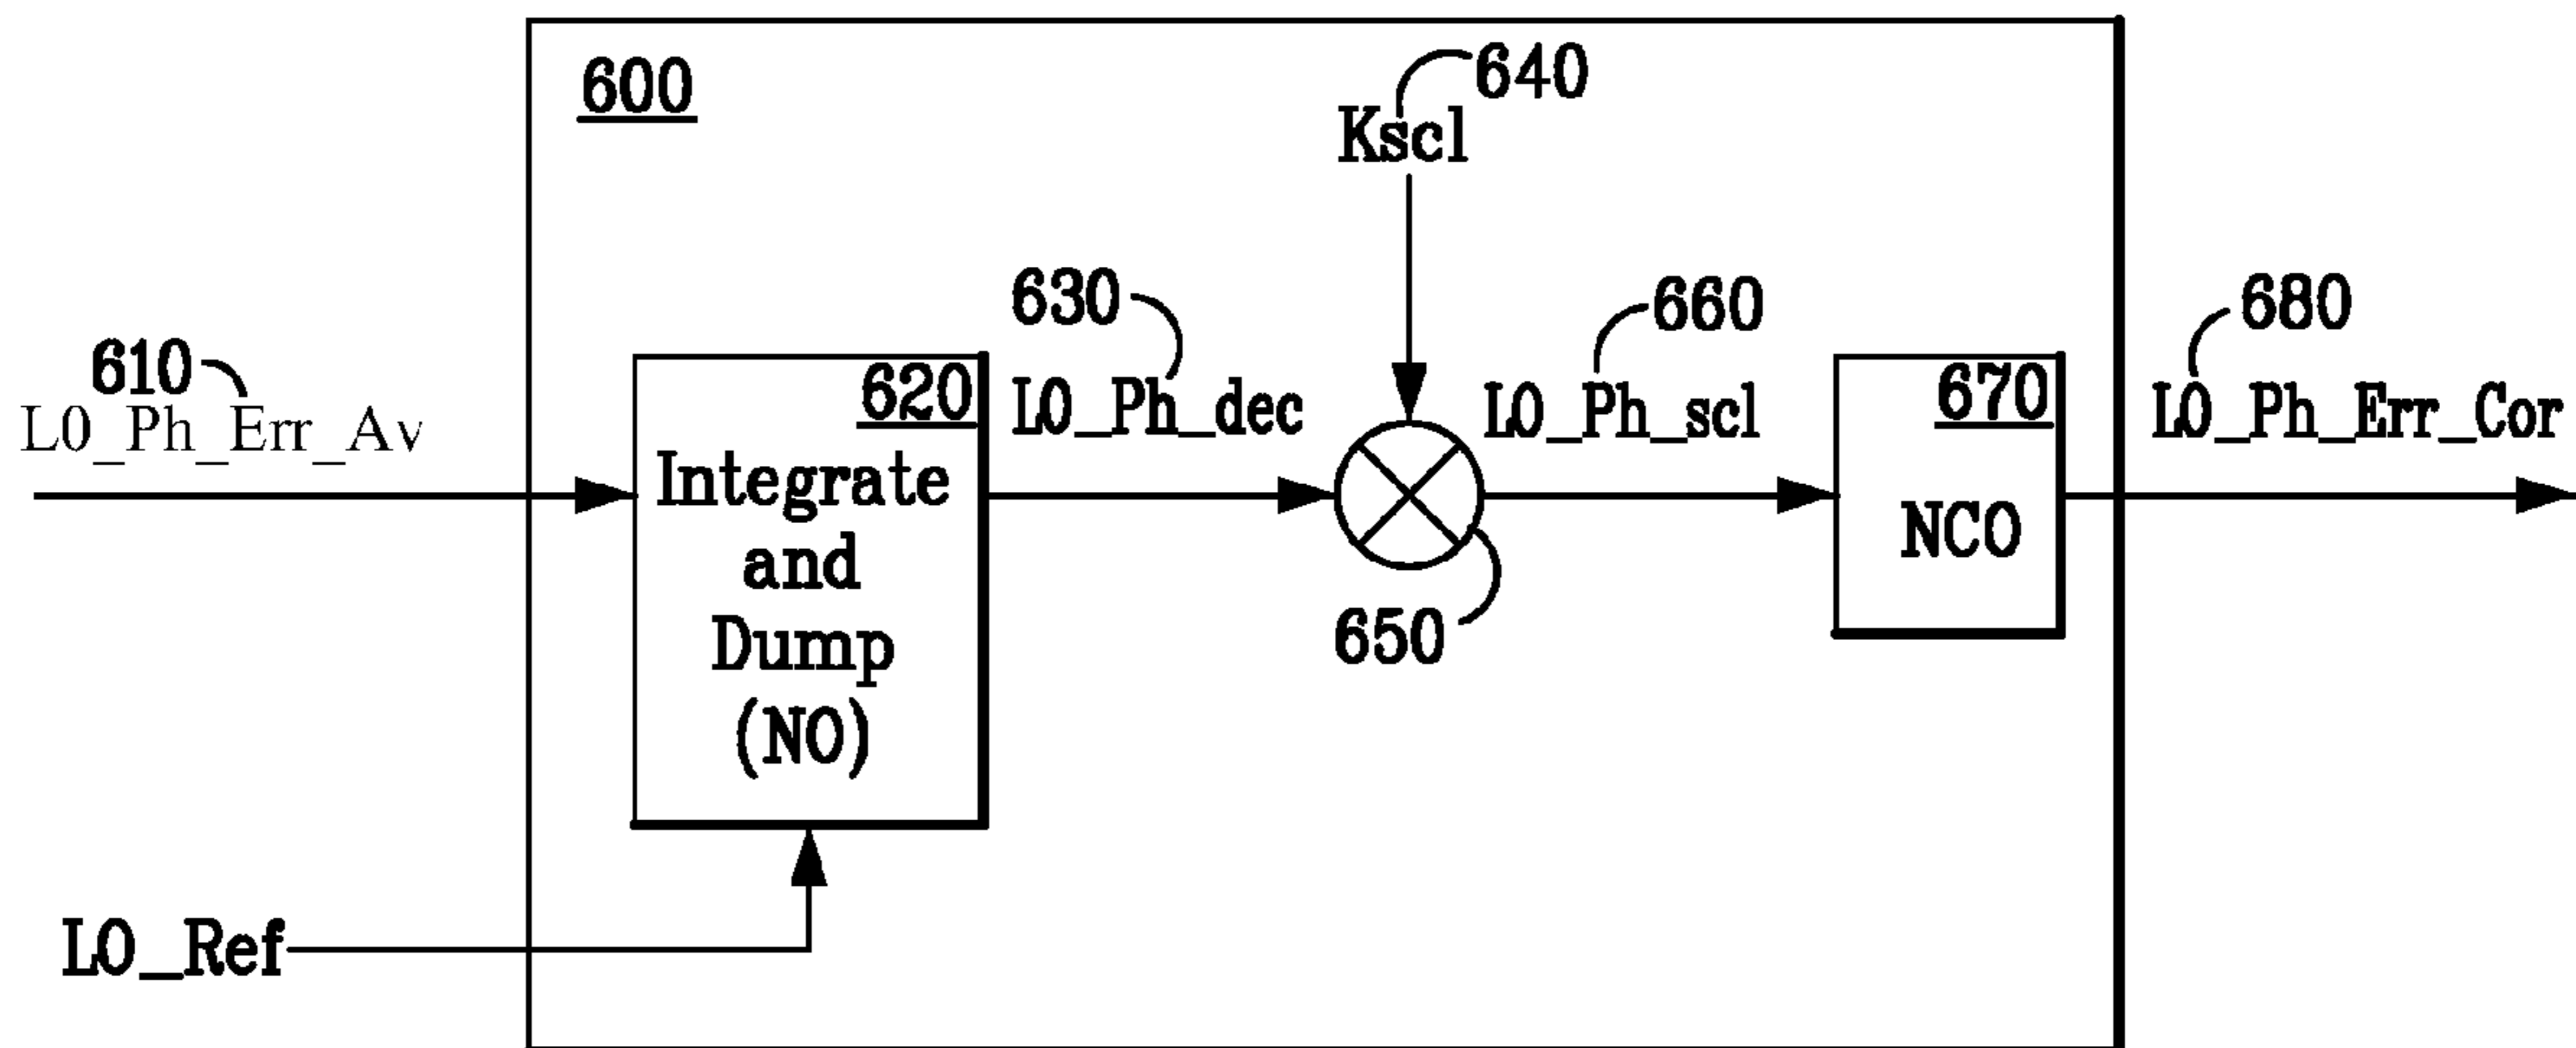 600
640
Kscl
610
L0_Ph_Err_Av
620
Integrate
and
Dump
(NO)
630
LO_Ph_dec
650
660
LO_Ph_scl
670
NCO
680
LO_Ph_Err_Cor
LO_Ref